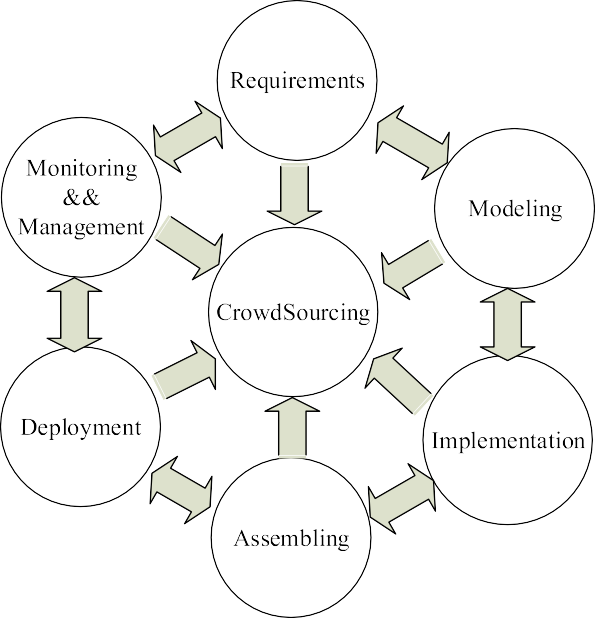 Requirements
Monitoring
&&
Management
Modeling
CrowdSourcing
Deployment
Implementation
Assembling